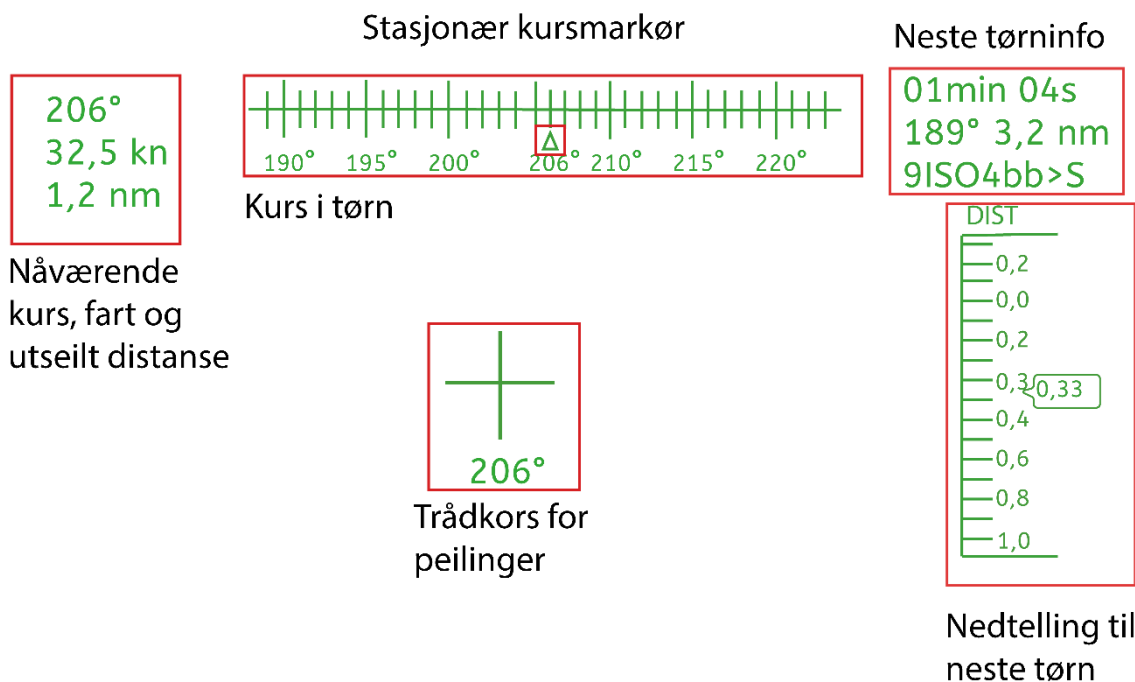 Stasjonær kursmarkør
Neste tørninfo
206°
32,5 kn
1,2 nm
190° 195° 200° 206° 210° 215° 220°
Kurs i tørn
01min 04s
189° 3,2 nm
9ISO4bb>S
Nåværende
kurs, fart og
utseilt distanse
DIST
0,2
0,0
0,2
0,3
0,33
0,4
0,6
0,8
1,0
206°
Trådkors for
peilinger
Nedtelling til
neste tørn